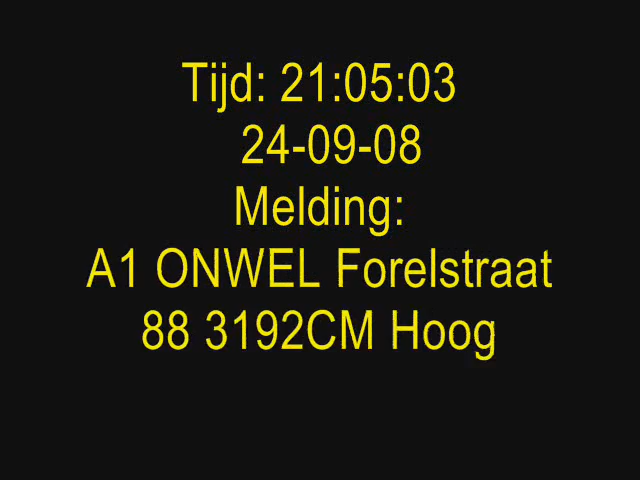 Tijd: 21:05:03
24-09-08
Melding:
A1 ONWEL Forelstraat
88 3192CM Hoog